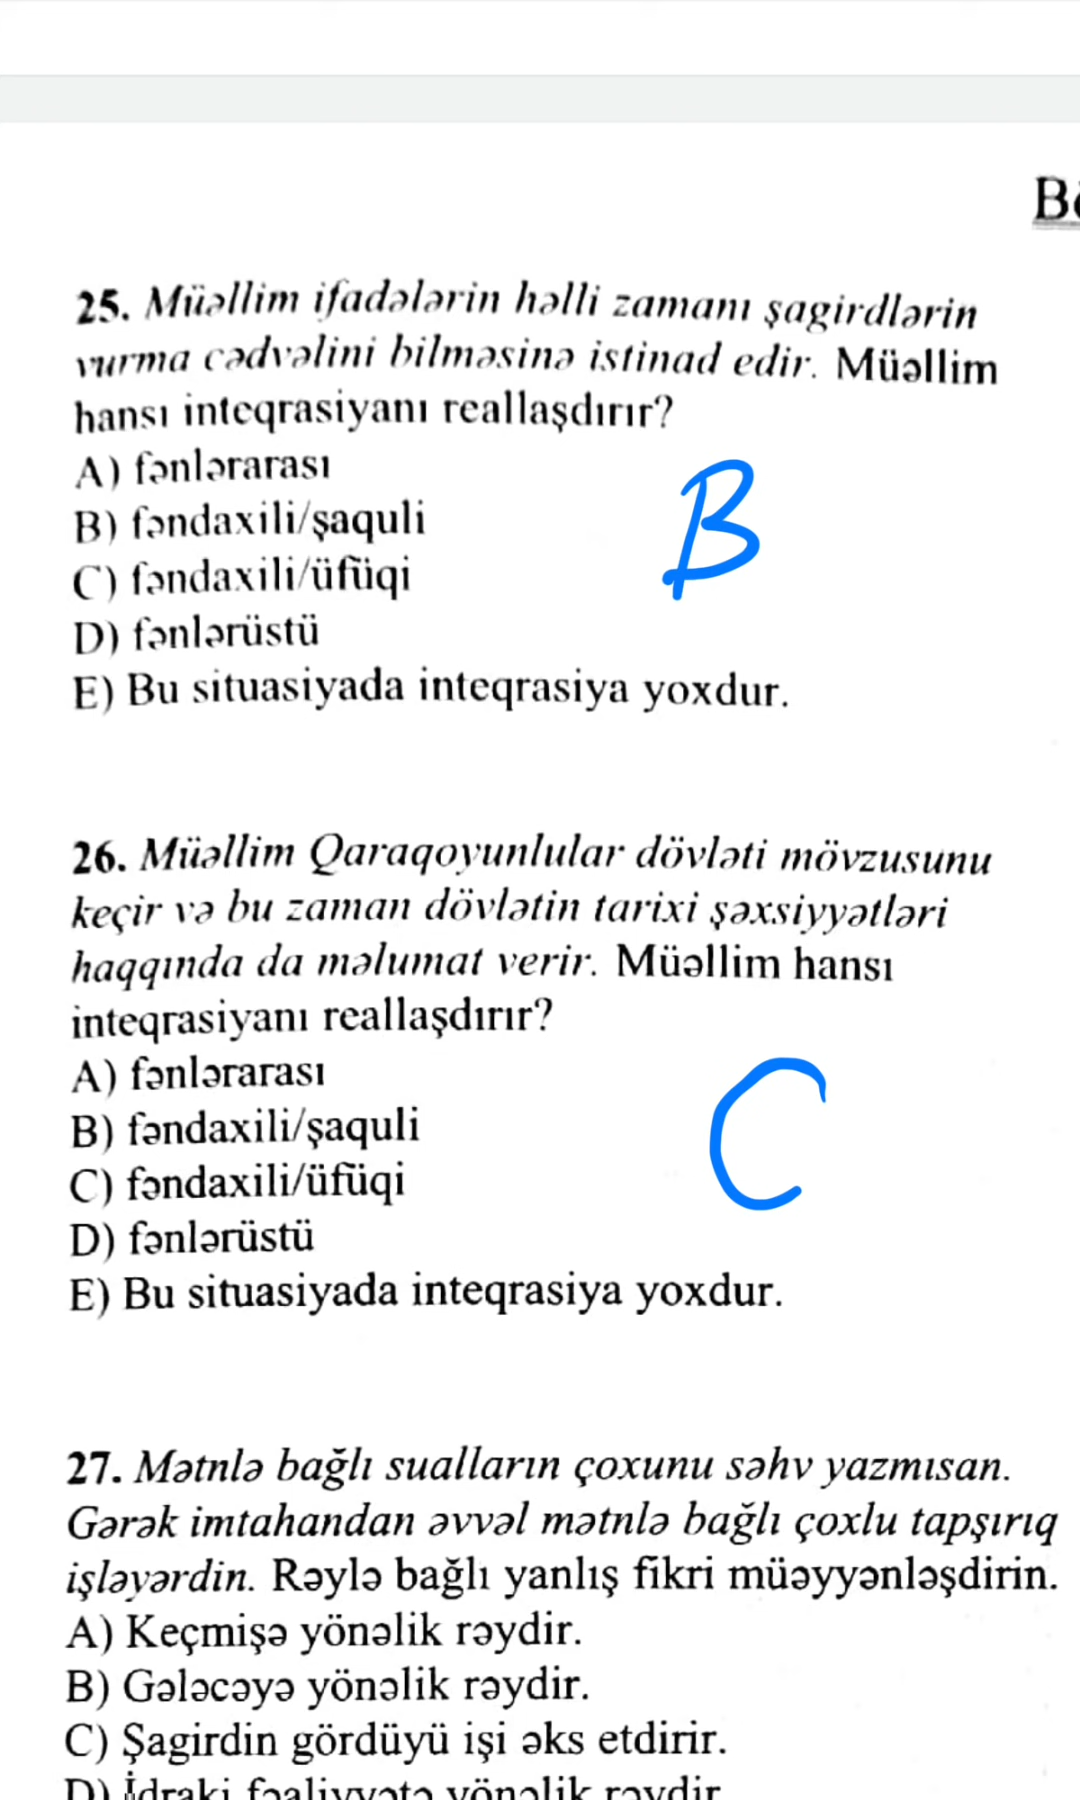 25. Müəllim ifadələrin həlli zamanı şagirdlərin
vurma cədvəlini bilməsinə istinad edir. Müəllim
hansı inteqrasiyanı reallaşdırır?
A) fənlərarası
B) fəndaxili/şaquli
B
C) fəndaxili/üfüqi
D) fənlərüstü
E) Bu situasiyada inteqrasiya yoxdur.
26. Müəllim Qaraqoyunlular dövləti mövzusunu
keçir və bu zaman dövlətin tarixi şəxsiyyətləri
haqqında da məlumat verir. Müəllim hansı
inteqrasiyanı reallaşdırır?
A) fənlərarası
B) fəndaxili/şaquli
C
C) fəndaxili/üfüqi
D) fənlərüstü
E) Bu situasiyada inteqrasiya yoxdur.
27. Mətnlə bağlı sualların çoxunu səhv yazmısan.
Gərək imtahandan əvvəl mətnlə bağlı çoxlu tapşırıq
işləyərdin. Rəylə bağlı yanlış fikri müəyyənləşdirin.
A) Keçmişə yönəlik rəydir.
B) Gələcəyə yönəlik rəydir.
C) Şagirdin gördüyü işi əks etdirir.
D) İdraki fəaliyyətə yönəlik rəydir